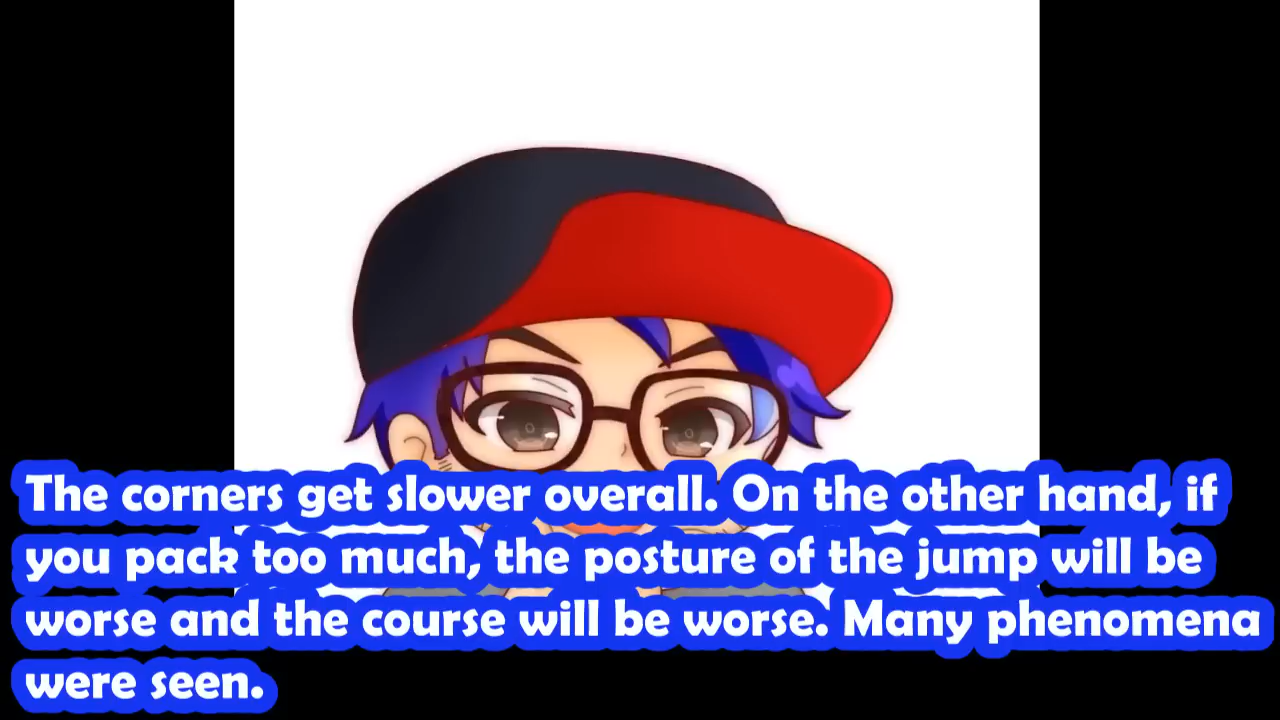 The corners get slower overall. On the other hand, if
you pack too much, the posture of the jump will be
worse and the course will be worse. Many phenomena
were seen.